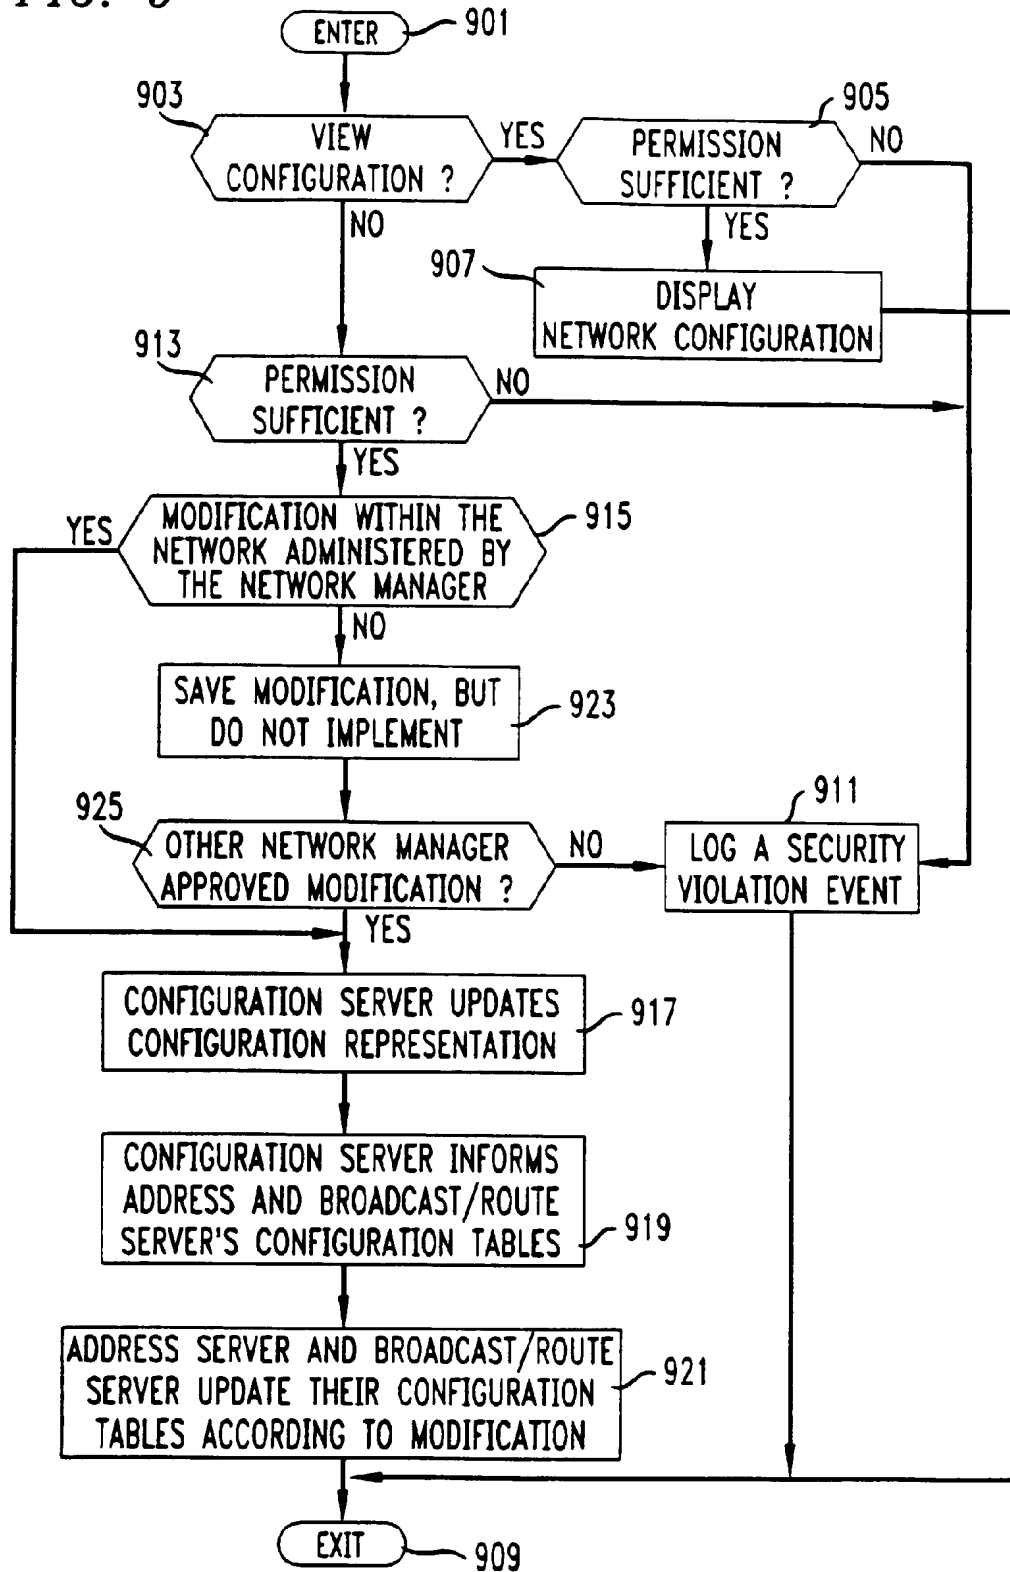 FIG. 9
ENTER
901
903
VIEW
CONFIGURATION ?
YES
NO
905
PERMISSION
SUFFICIENT ?
NO
YES
907
DISPLAY
NETWORK CONFIGURATION
913
PERMISSION
SUFFICIENT ?
NO
YES
YES
MODIFICATION WITHIN THE
NETWORK ADMINISTERED BY
THE NETWORK MANAGER
915
NO
SAVE MODIFICATION, BUT
DO NOT IMPLEMENT
923
925
OTHER NETWORK MANAGER
APPROVED MODIFICATION ?
NO
YES
911
LOG A SECURITY
VIOLATION EVENT
CONFIGURATION SERVER UPDATES
CONFIGURATION REPRESENTATION
917
CONFIGURATION SERVER INFORMS
ADDRESS AND BROADCAST/ROUTE
SERVER'S CONFIGURATION TABLES
919
ADDRESS SERVER AND BROADCAST/ROUTE
SERVER UPDATE THEIR CONFIGURATION
TABLES ACCORDING TO MODIFICATION
921
EXIT
909